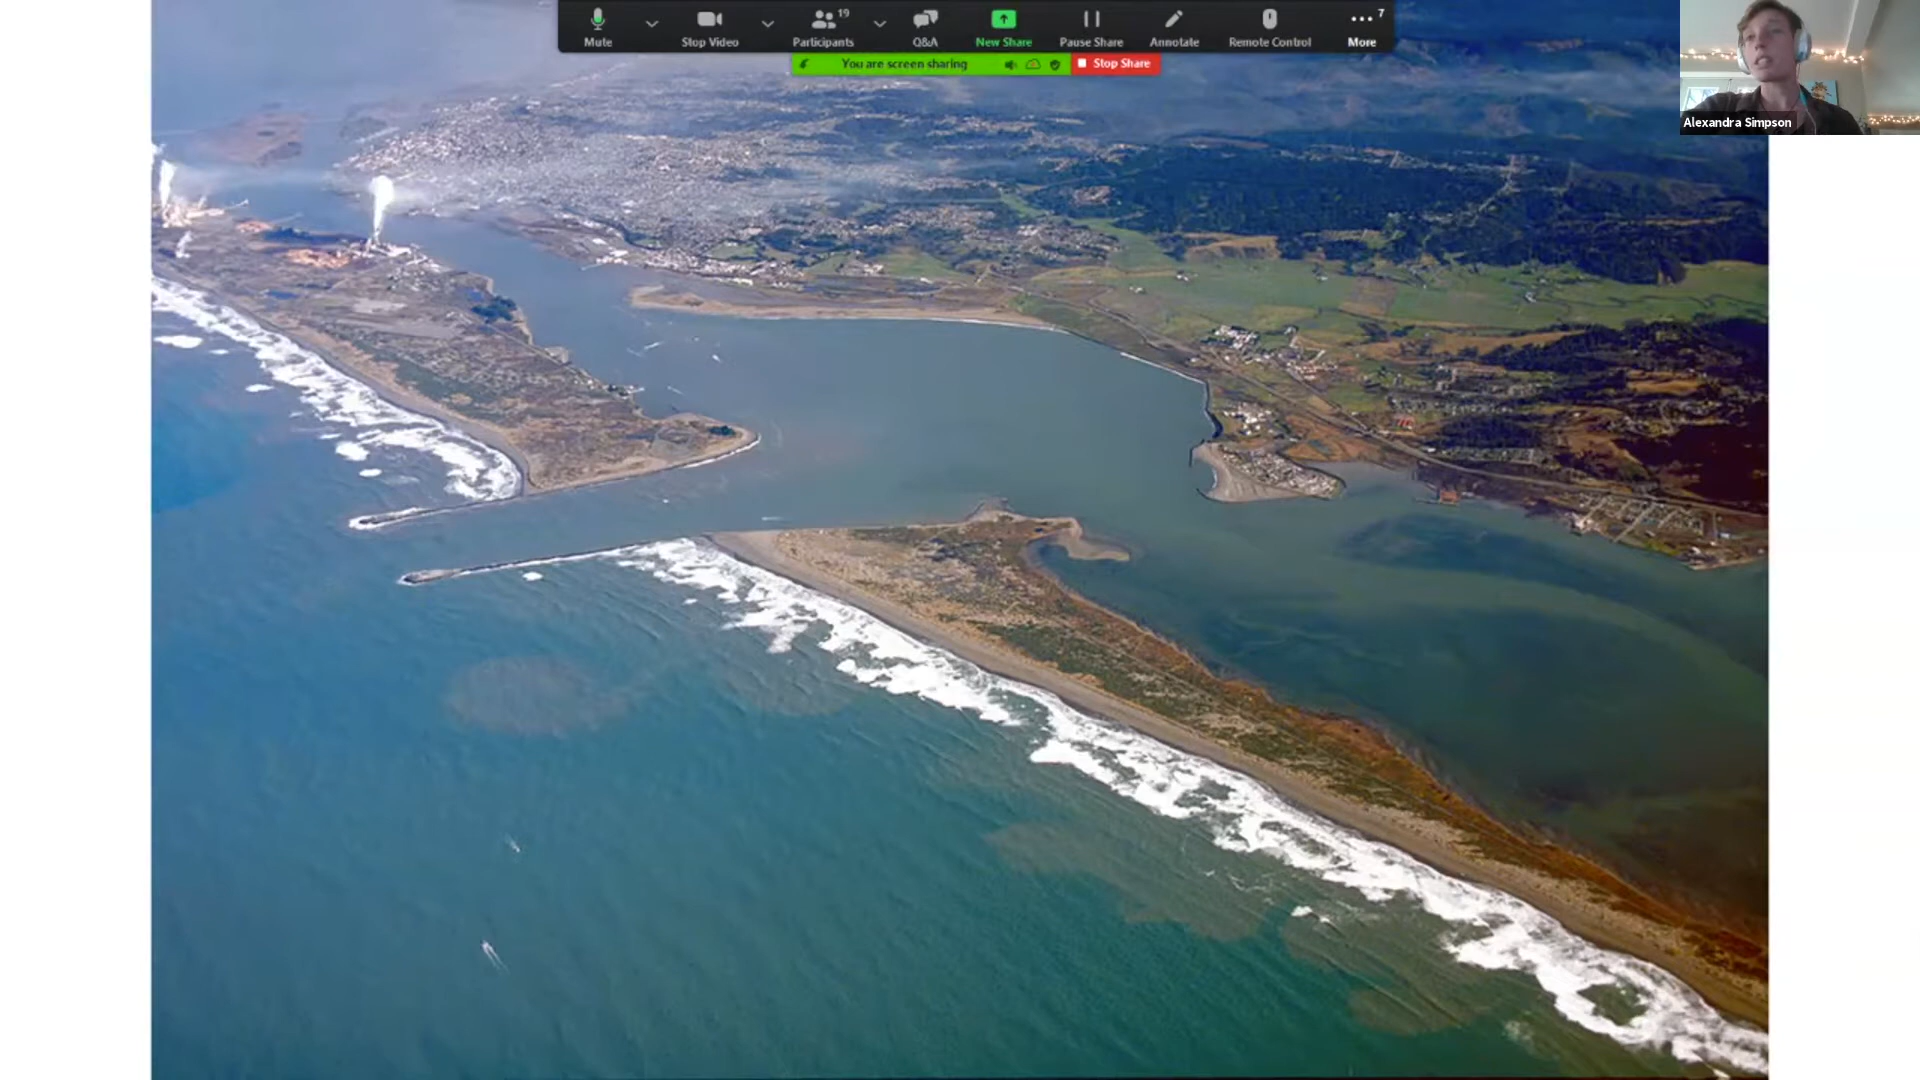 Mute
Stop Video
Participants
19
Q&A
New Share
Pause Share
Annotate
Remote Control
More
7
You are screen sharing
Stop Share
Alexandra Simpson